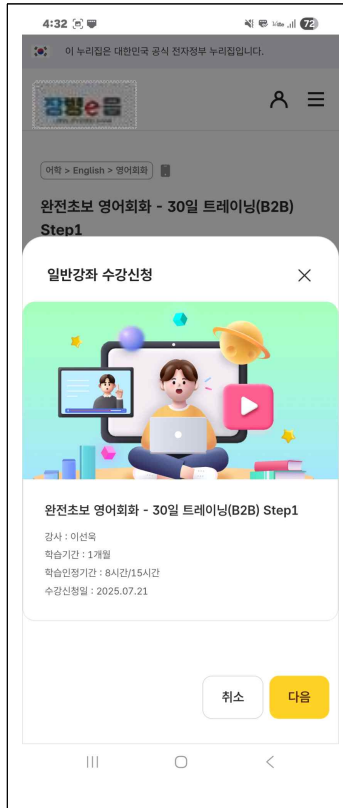 4:32
72
이 누리집은 대한민국 공식 전자정부 누리집입니다.
장병e음
어학 > English > 영어회화
완전초보 영어회화 - 30일 트레이닝(B2B)
Step1
일반강좌 수강신청
완전초보 영어회화 - 30일 트레이닝(B2B) Step1
강사 : 이선욱
학습기간 : 1개월
학습인정기간 : 8시간/15시간
수강신청일 : 2025.07.21
취소
다음